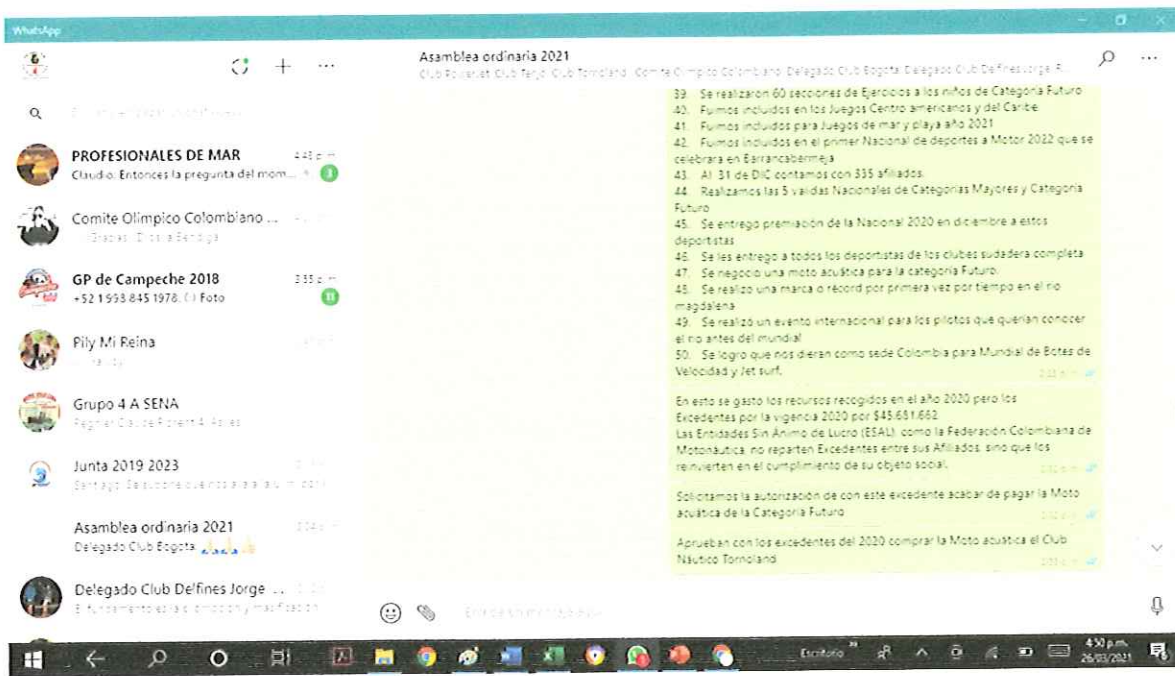 WhatsApp
Asamblea ordinaria 2021
PROFESIONALES DE MAR
Claudio: Entonces la pregunta del mom...
Comite Olimpico Colombiano ...
GP de Campeche 2018
3:55 p. m.
+52 1 993 845 1978: Foto
Pily Mi Reina
Grupo 4 A SENA
Junta 2019 2023
Asamblea ordinaria 2021
Delegado Club Bogota:
Delegado Club Delfines Jorge ...
39. Se realizaron 60 secciones de Ejercicios a los niños de Categoria Futuro
40. Fuimos incluidos en los Juegos Centro americanos y del Caribe
41. Fuimos incluidos para Juegos de mar y playa año 2021
42. Fuimos incluidos en el primer Nacional de deportes a Motor 2022 que se
celebrara en Barrancabermeja
43. Al 31 de DIC contamos con 335 afiliados.
44. Realizamos las 5 validas Nacionales de Categorias Mayores y Categoria
Futuro
45. Se entrego premiación de la Nacional 2020 en diciembre a estos
deportistas
46. Se les entrego a todos los deportistas de los clubes sudadera completa
47. Se negocio una moto acuática para la categoria Futuro.
48. Se realizo una marca o récord por primera vez por tiempo en el rio
magdalena
49. Se realizó un evento internacional para los pilotos que querian conocer
el rio antes del mundial
50. Se logro que nos dieran como sede Colombia para Mundial de Botes de
Velocidad y Jet surf.
En esto se gasto los recursos recogidos en el año 2020 pero los
Excedentes por la vigencia 2020 por $45.681.662
Las Entidades Sin Animo de Lucro (ESAL), como la Federación Colombiana de
Motonáutica, no reparten Excedentes entre sus Afiliados, sino que los
reinvierten en el cumplimiento de su objeto social.
Solicitamos la autorización de con este excedente acabar de pagar la Moto
acuática de la Categoria Futuro
Aprueban con los excedentes del 2020 comprar la Moto acuática el Club
Náutico Tornoland
Escritorio
4:50 p.m.
26/03/2021